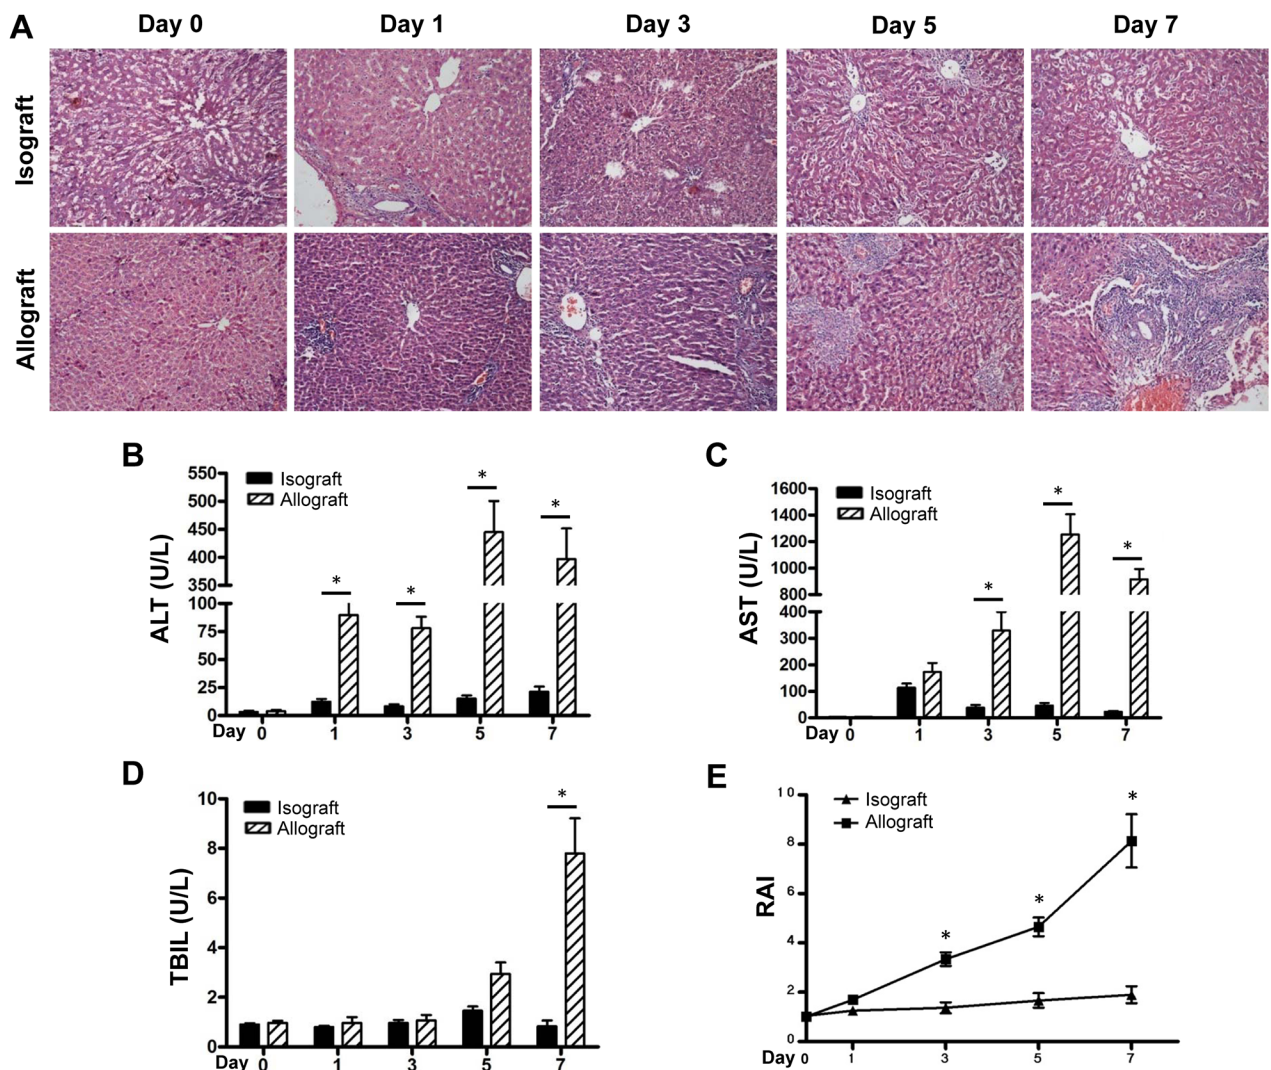 A
Day 0
Day 1
Day 3
Day 5
Day 7
Isograft
Allograft
B
ALT (U/L)
Isograft
Allograft
550
500
450
400
350
100
75
50
25
0
*
*
*
*
Day 0 1 3 5 7
C
AST (U/L)
Isograft
Allograft
1600
1400
1200
1000
800
400
300
200
100
0
*
*
*
Day 0 1 3 5 7
D
TBIL (U/L)
Isograft
Allograft
10
8
6
4
2
0
*
Day 0 1 3 5 7
E
RAI
Isograft
Allograft
10
8
6
4
2
0
*
*
*
Day 0 1 3 5 7